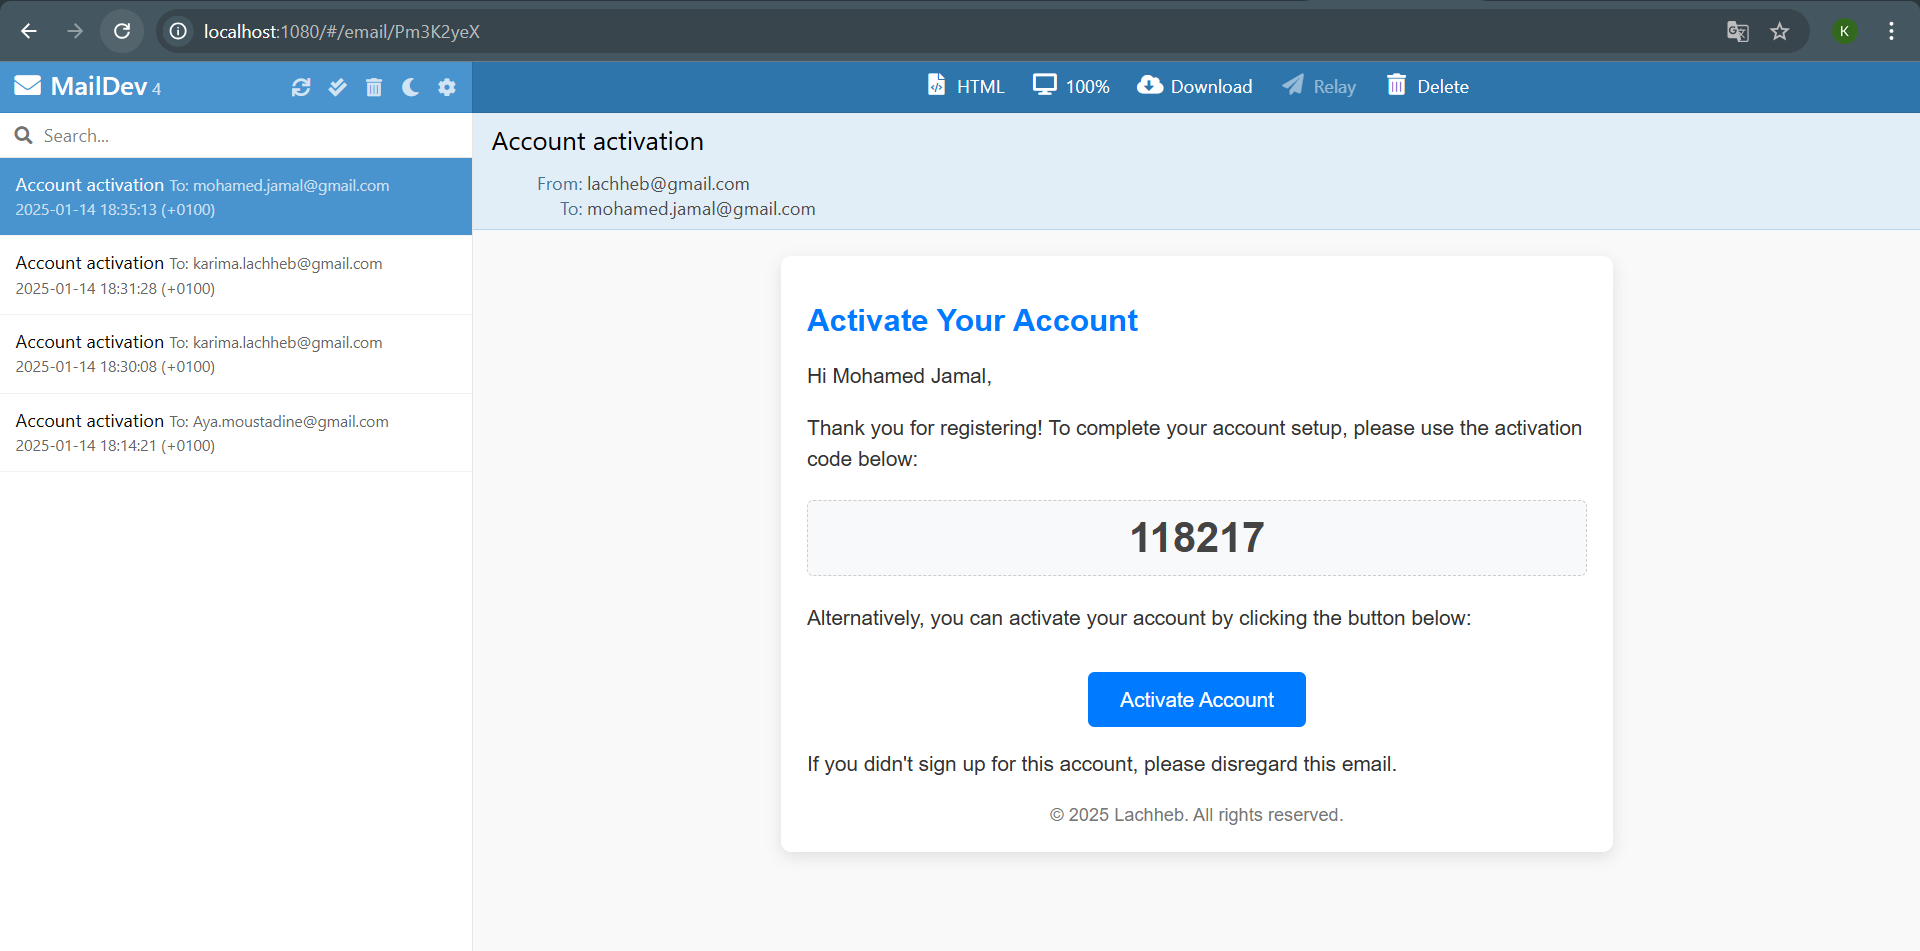 localhost:1080/#/email/Pm3K2yeX
K
MailDev 4
HTML
100%
Download
Relay
Delete
Search...
Account activation To: mohamed.jamal@gmail.com
2025-01-14 18:35:13 (+0100)
Account activation To: karima.lachheb@gmail.com
2025-01-14 18:31:28 (+0100)
Account activation To: karima.lachheb@gmail.com
2025-01-14 18:30:08 (+0100)
Account activation To: Aya.moustadine@gmail.com
2025-01-14 18:14:21 (+0100)
Account activation
From: lachheb@gmail.com
To: mohamed.jamal@gmail.com
Activate Your Account
Hi Mohamed Jamal,
Thank you for registering! To complete your account setup, please use the activation
code below:
118217
Alternatively, you can activate your account by clicking the button below:
Activate Account
If you didn't sign up for this account, please disregard this email.
© 2025 Lachheb. All rights reserved.